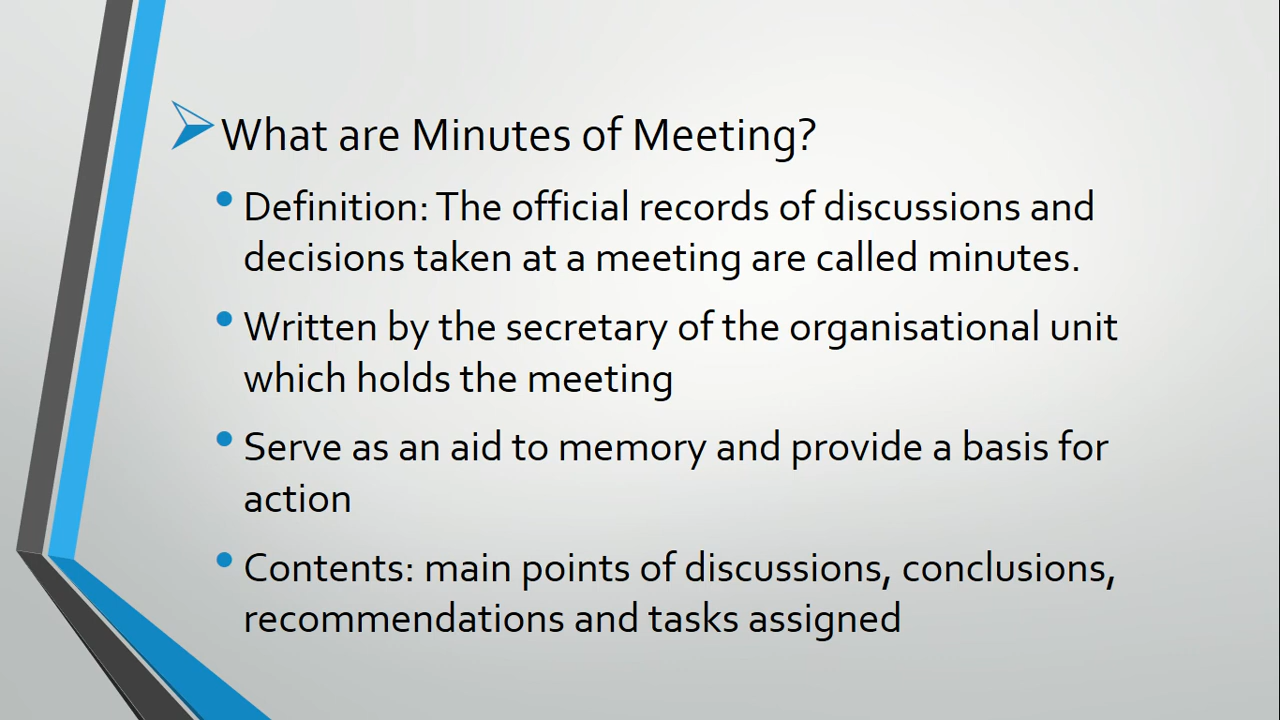 What are Minutes of Meeting?
Definition: The official records of discussions and
decisions taken at a meeting are called minutes.
Written by the secretary of the organisational unit
which holds the meeting
Serve as an aid to memory and provide a basis for
action
Contents: main points of discussions, conclusions,
recommendations and tasks assigned